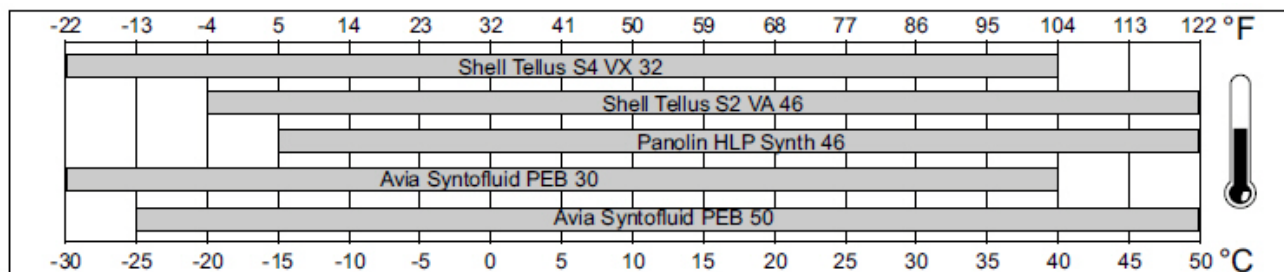 -22 -13 -4 5 14 23 32 41 50 59 68 77 86 95 104 113 122 °F
Shell Tellus S4 VX 32
Shell Tellus S2 VA 46
Panolin HLP Synth 46
Avia Syntofluid PEB 30
Avia Syntofluid PEB 50
-30 -25 -20 -15 -10 -5 0 5 10 15 20 25 30 35 40 45 50 °C